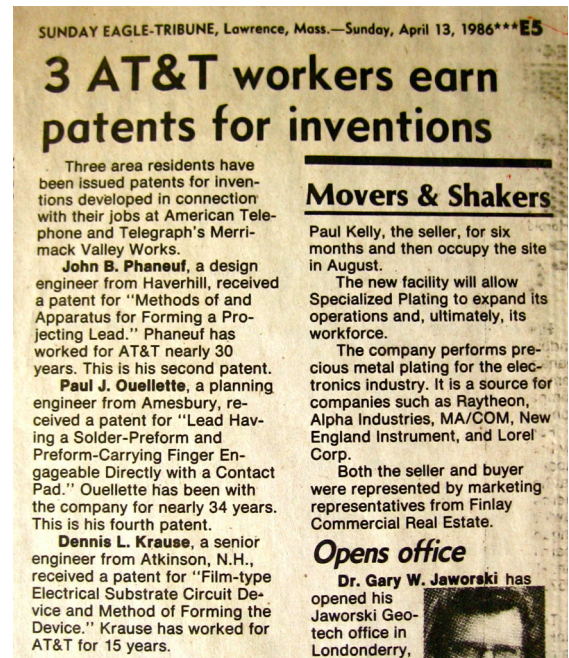 SUNDAY EAGLE-TRIBUNE, Lawrence, Mass.—Sunday, April 13, 1986***E5
3 AT&T workers earn
patents for inventions
Three area residents have
been issued patents for inven-
tions developed in connection
with their jobs at American Tele-
phone and Telegraph's Merri-
mack Valley Works.
John B. Phaneuf, a design
engineer from Haverhill, received
a patent for "Methods of and
Apparatus for Forming a Pro-
jecting Lead." Phaneuf has
worked for AT&T nearly 30
years. This is his second patent.
Paul J. Ouellette, a planning
engineer from Amesbury, re-
ceived a patent for "Lead Hav-
ing a Solder-Preform and
Preform-Carrying Finger En-
gageable Directly with a Contact
Pad." Ouellette has been with
the company for nearly 34 years.
This is his fourth patent.
Dennis L. Krause, a senior
engineer from Atkinson, N.H.,
received a patent for "Film-type
Electrical Substrate Circuit De-
vice and Method of Forming the
Device." Krause has worked for
AT&T for 15 years.
Movers & Shakers
Paul Kelly, the seller, for six
months and then occupy the site
in August.
The new facility will allow
Specialized Plating to expand its
operations and, ultimately, its
workforce.
The company performs pre-
cious metal plating for the elec-
tronics industry. It is a source for
companies such as Raytheon,
Alpha Industries, MA/COM, New
England Instrument, and Lorel
Corp.
Both the seller and buyer
were represented by marketing
representatives from Finlay
Commercial Real Estate.
Opens office
Dr. Gary W. Jaworski has
opened his
Jaworski Geo-
tech office in
Londonderry,